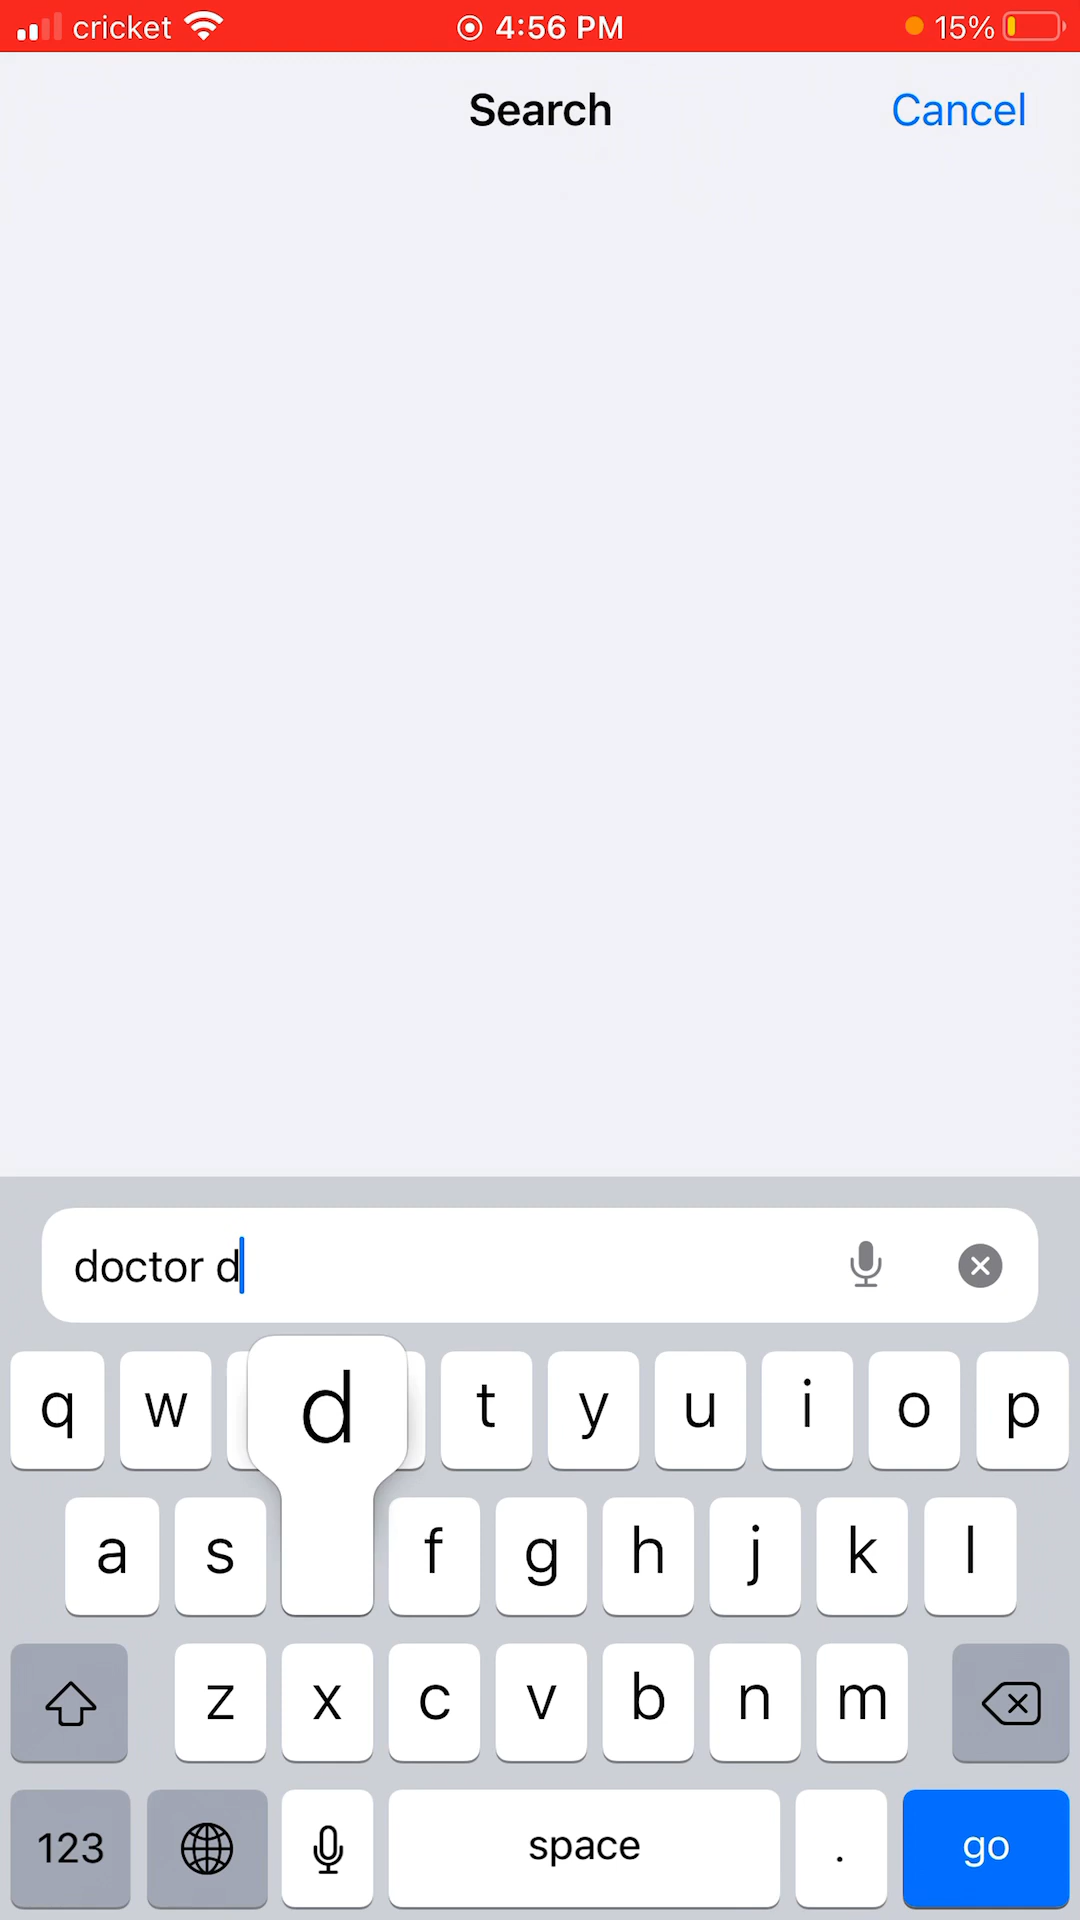 cricket 4:56 PM 15%
Search Cancel
doctor d
q w d t y u i o p
a s f g h j k l
z x c v b n m
123 space . go